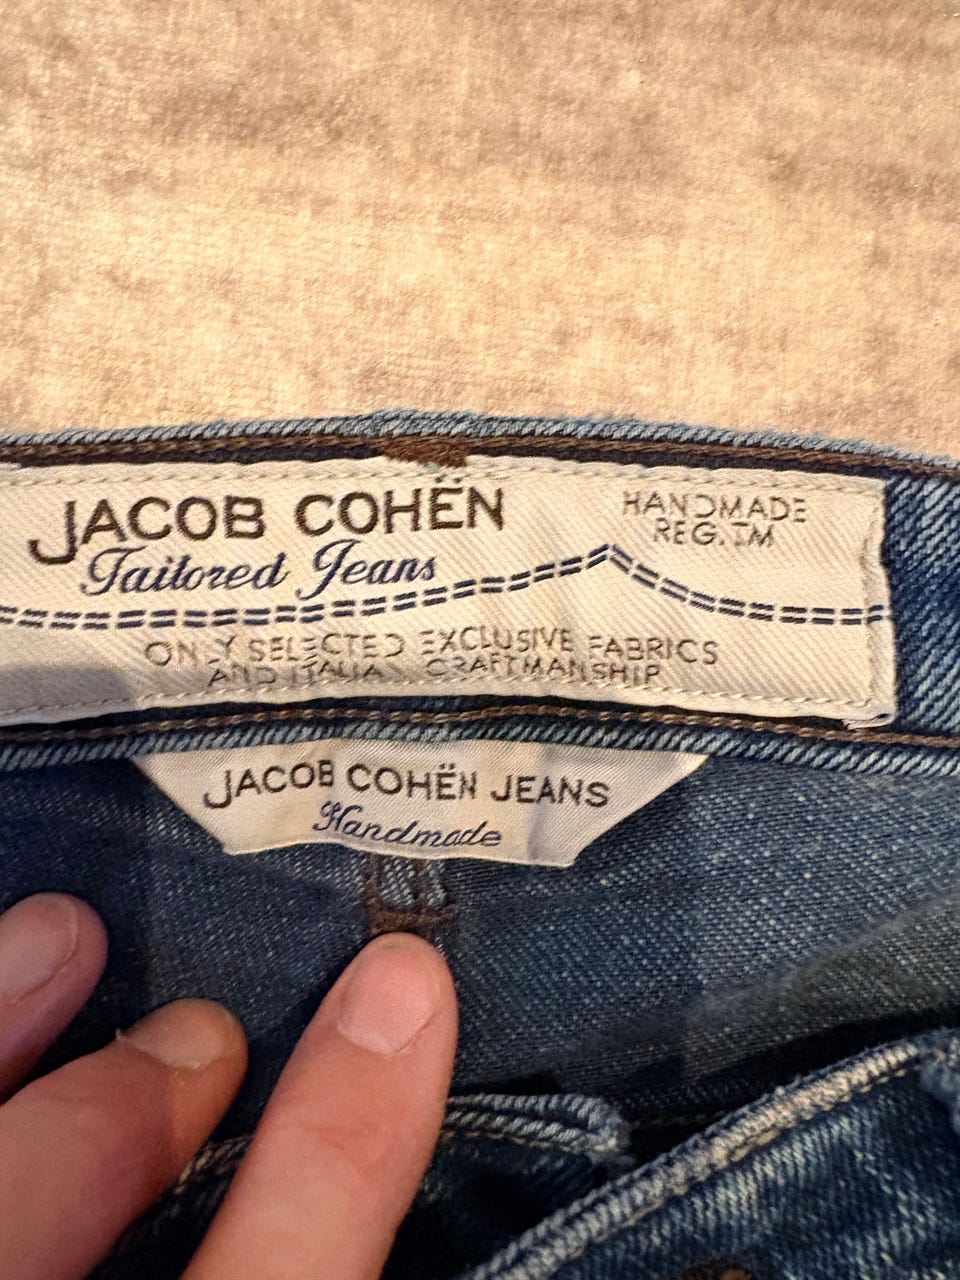 JACOB COHËN
Tailored Jeans
HANDMADE
REG.TM
ONLY SELECTED EXCLUSIVE FABRICS
AND ITALIAN CRAFTMANSHIP
JACOB COHËN JEANS
Handmade